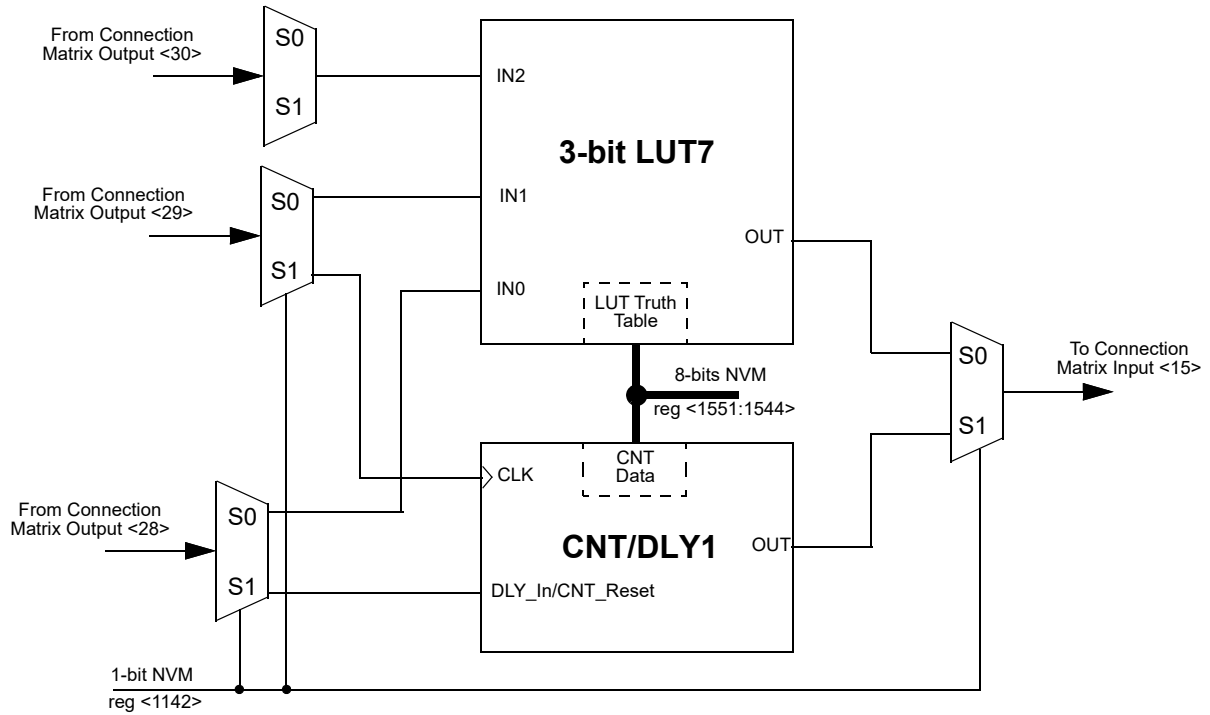 From Connection
Matrix Output <30>
S0
S1
IN2
3-bit LUT7
From Connection
Matrix Output <29>
S0
S1
IN1
OUT
IN0
LUT Truth
Table
8-bits NVM
reg <1551:1544>
S0
S1
To Connection
Matrix Input <15>
CNT
Data
CLK
From Connection
Matrix Output <28>
S0
S1
CNT/DLY1
OUT
DLY_In/CNT_Reset
1-bit NVM
reg <1142>